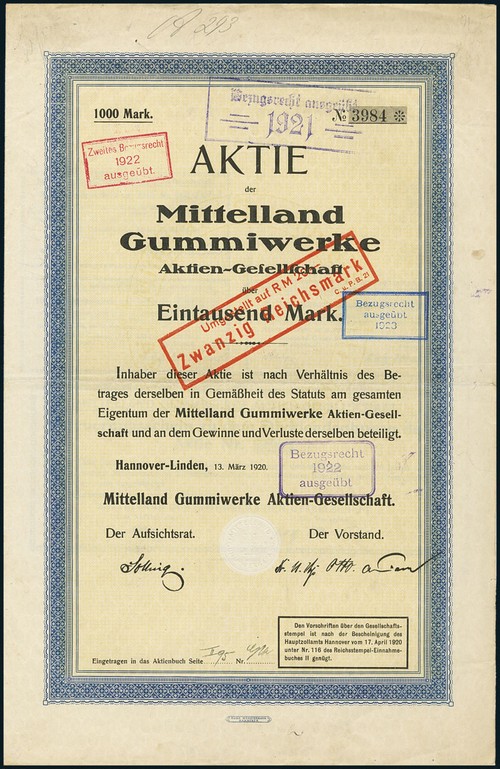 A 293
1000 Mark.
Bezugsrecht ausgeübt
1921
№ 3984 ✻
Zweites Bezugsrecht
1922
ausgeübt.
AKTIE
der
Mittelland
Gummiwerke
Aktien-Gesellschaft
über
Eintausend Mark.
Umgestellt auf RM 20
Zwanzig Reichsmark
G. u. P. B. 21
Bezugsrecht
ausgeübt
1923
Inhaber dieser Aktie ist nach Verhältnis des Be-
trages derselben in Gemäßheit des Statuts am gesamten
Eigentum der Mittelland Gummiwerke Aktien-Gesell-
schaft und an dem Gewinne und Verluste derselben beteiligt.
Hannover-Linden, 13. März 1920.
Bezugsrecht
1922
ausgeübt
Mittelland Gummiwerke Aktien-Gesellschaft.
Der Aufsichtsrat. Der Vorstand.
Den Vorschriften über den Gesellschafts-
stempel ist nach der Bescheinigung des
Hauptzollamts Hannover vom 17. April 1920
unter Nr. 116 des Reichsstempel-Einnahme-
buches II genügt.
Eingetragen in das Aktienbuch Seite Nr.